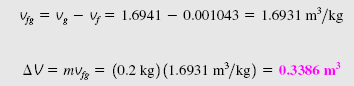 v_fg = v_g − v_f = 1.6941 − 0.001043 = 1.6931 m³/kg
ΔV = mv_fg = (0.2 kg)(1.6931 m³/kg) = 0.3386 m³